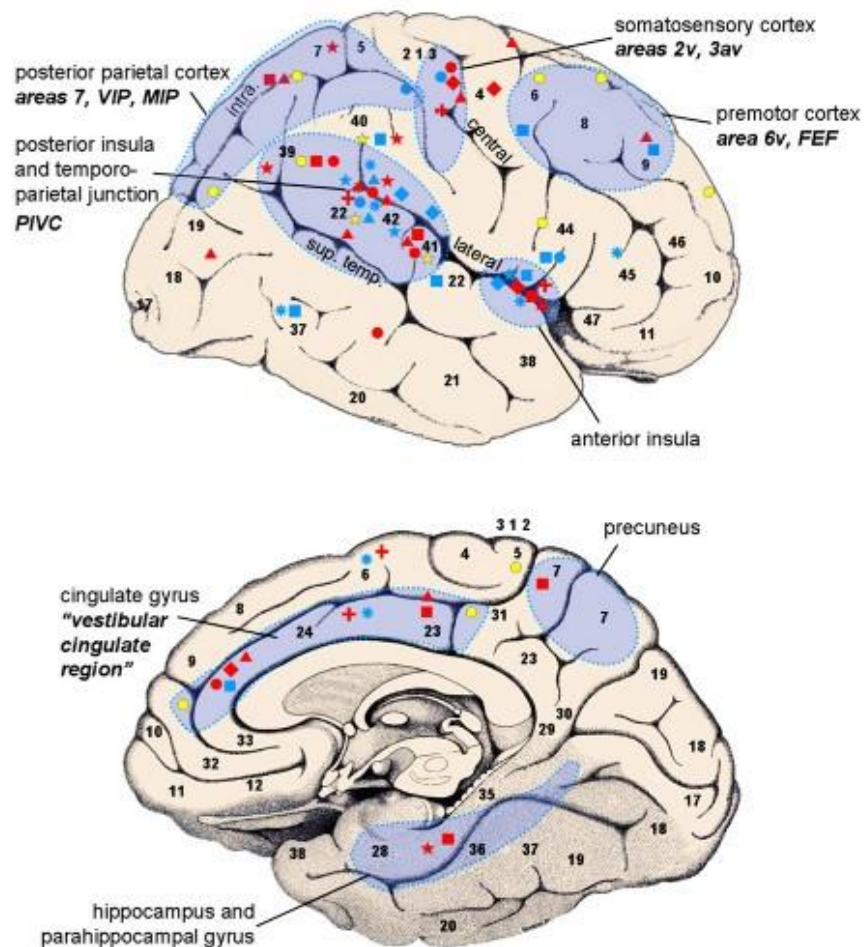 somatosensory cortex
areas 2v, 3av
posterior parietal cortex
areas 7, VIP, MIP
premotor cortex
area 6v, FEF
posterior insula
and temporo-
parietal junction
PIVC
anterior insula
7
5
2 1 3
4
6
8
9
intra.
central
40
39
22
42
41
lateral
sup. temp.
22
19
18
17
37
20
21
38
44
45
46
10
47
11
precuneus
cingulate gyrus
"vestibular
cingulate
region"
3 1 2
4
5
7
7
6
8
9
24
23
31
23
19
10
33
32
12
11
30
29
18
17
35
18
38
28
36
37
19
20
hippocampus and
parahippocampal gyrus